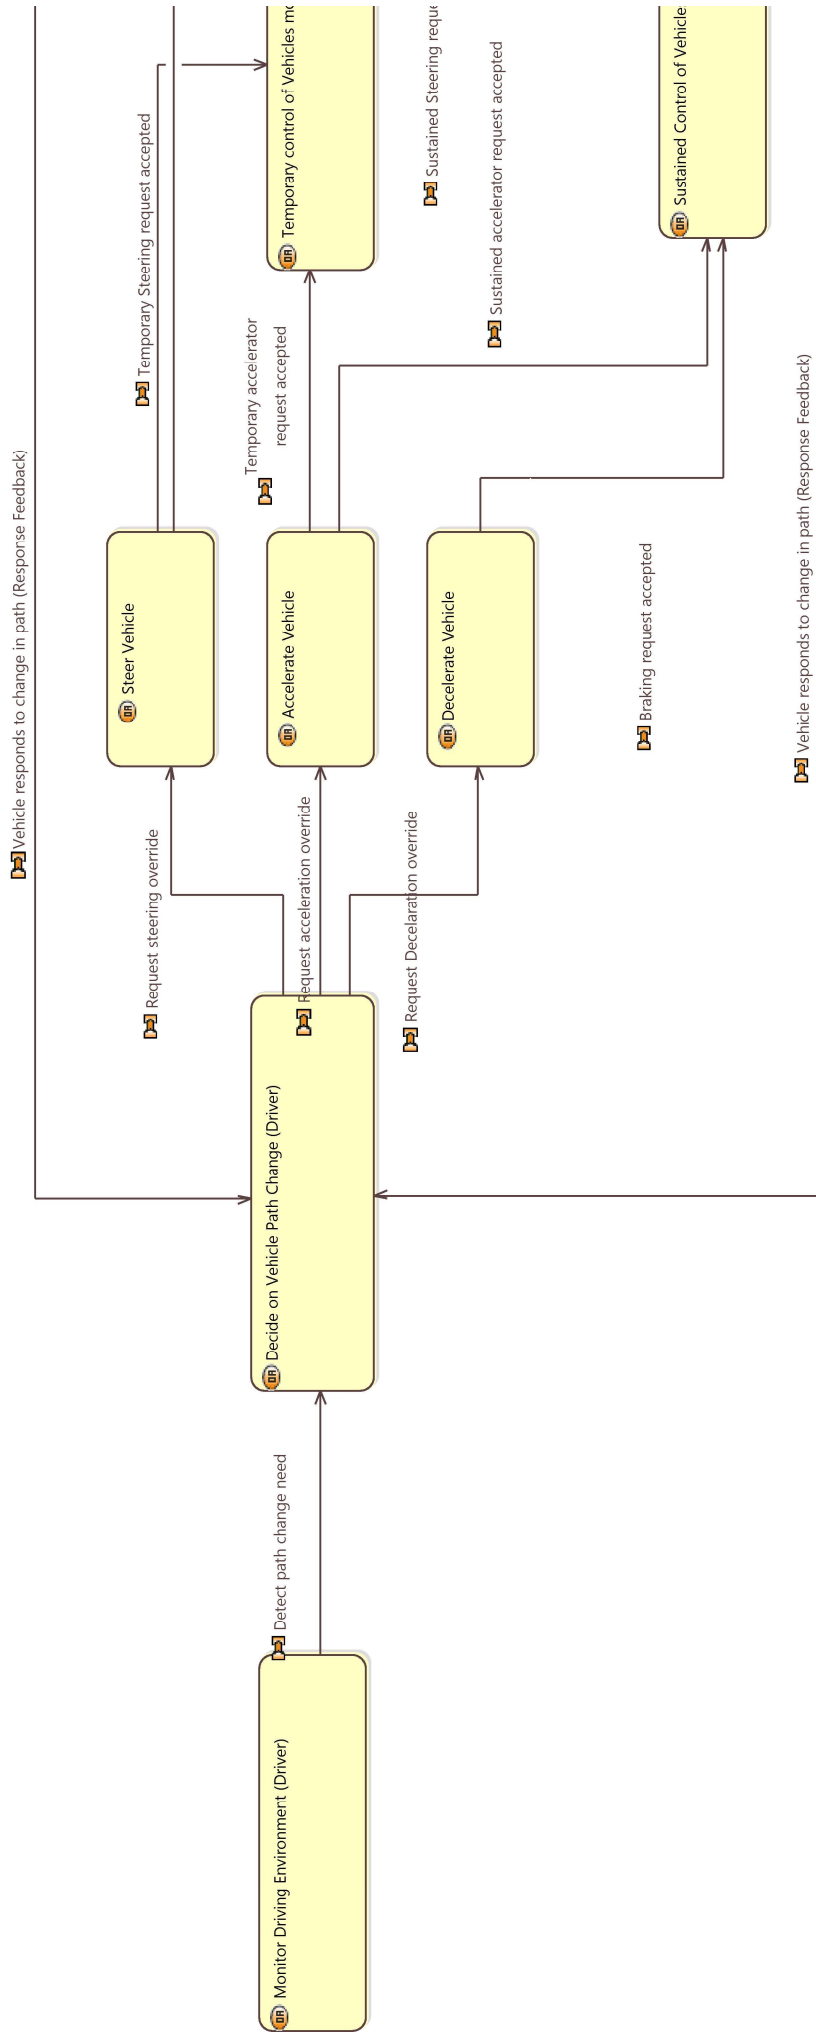 Vehicle responds to change in path (Response Feedback)
Temporary Steering request accepted
Request steering override
Steer Vehicle
Temporary accelerator
request accepted
Monitor Driving Environment (Driver)
Detect path change need
Decide on Vehicle Path Change (Driver)
Request acceleration override
Accelerate Vehicle
Temporary control of Vehicles
Request Decelaration override
Decelerate Vehicle
Sustained Steering
Sustained accelerator request accepted
Braking request accepted
Sustained Control of Vehicle
Vehicle responds to change in path (Response Feedback)